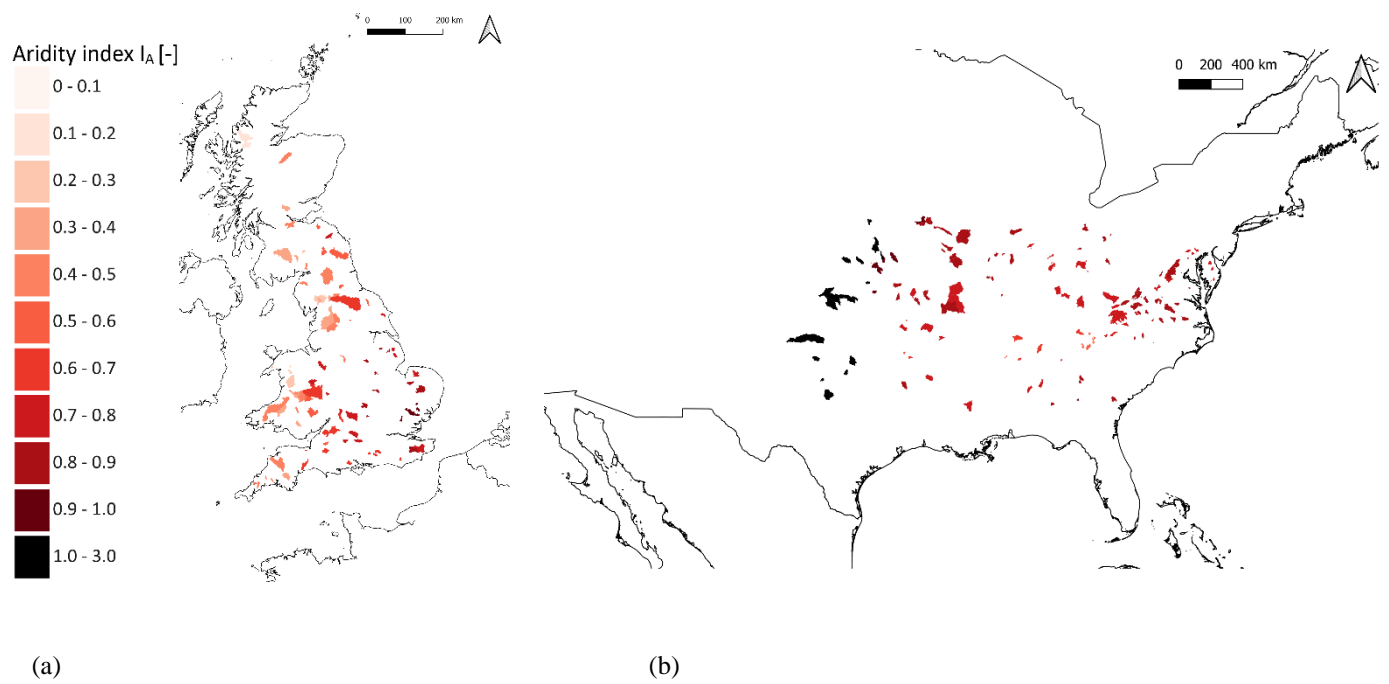 0 100 200 km
Aridity index IA [-]
0 - 0.1
0.1 - 0.2
0.2 - 0.3
0.3 - 0.4
0.4 - 0.5
0.5 - 0.6
0.6 - 0.7
0.7 - 0.8
0.8 - 0.9
0.9 - 1.0
1.0 - 3.0
0 200 400 km
(a)
(b)